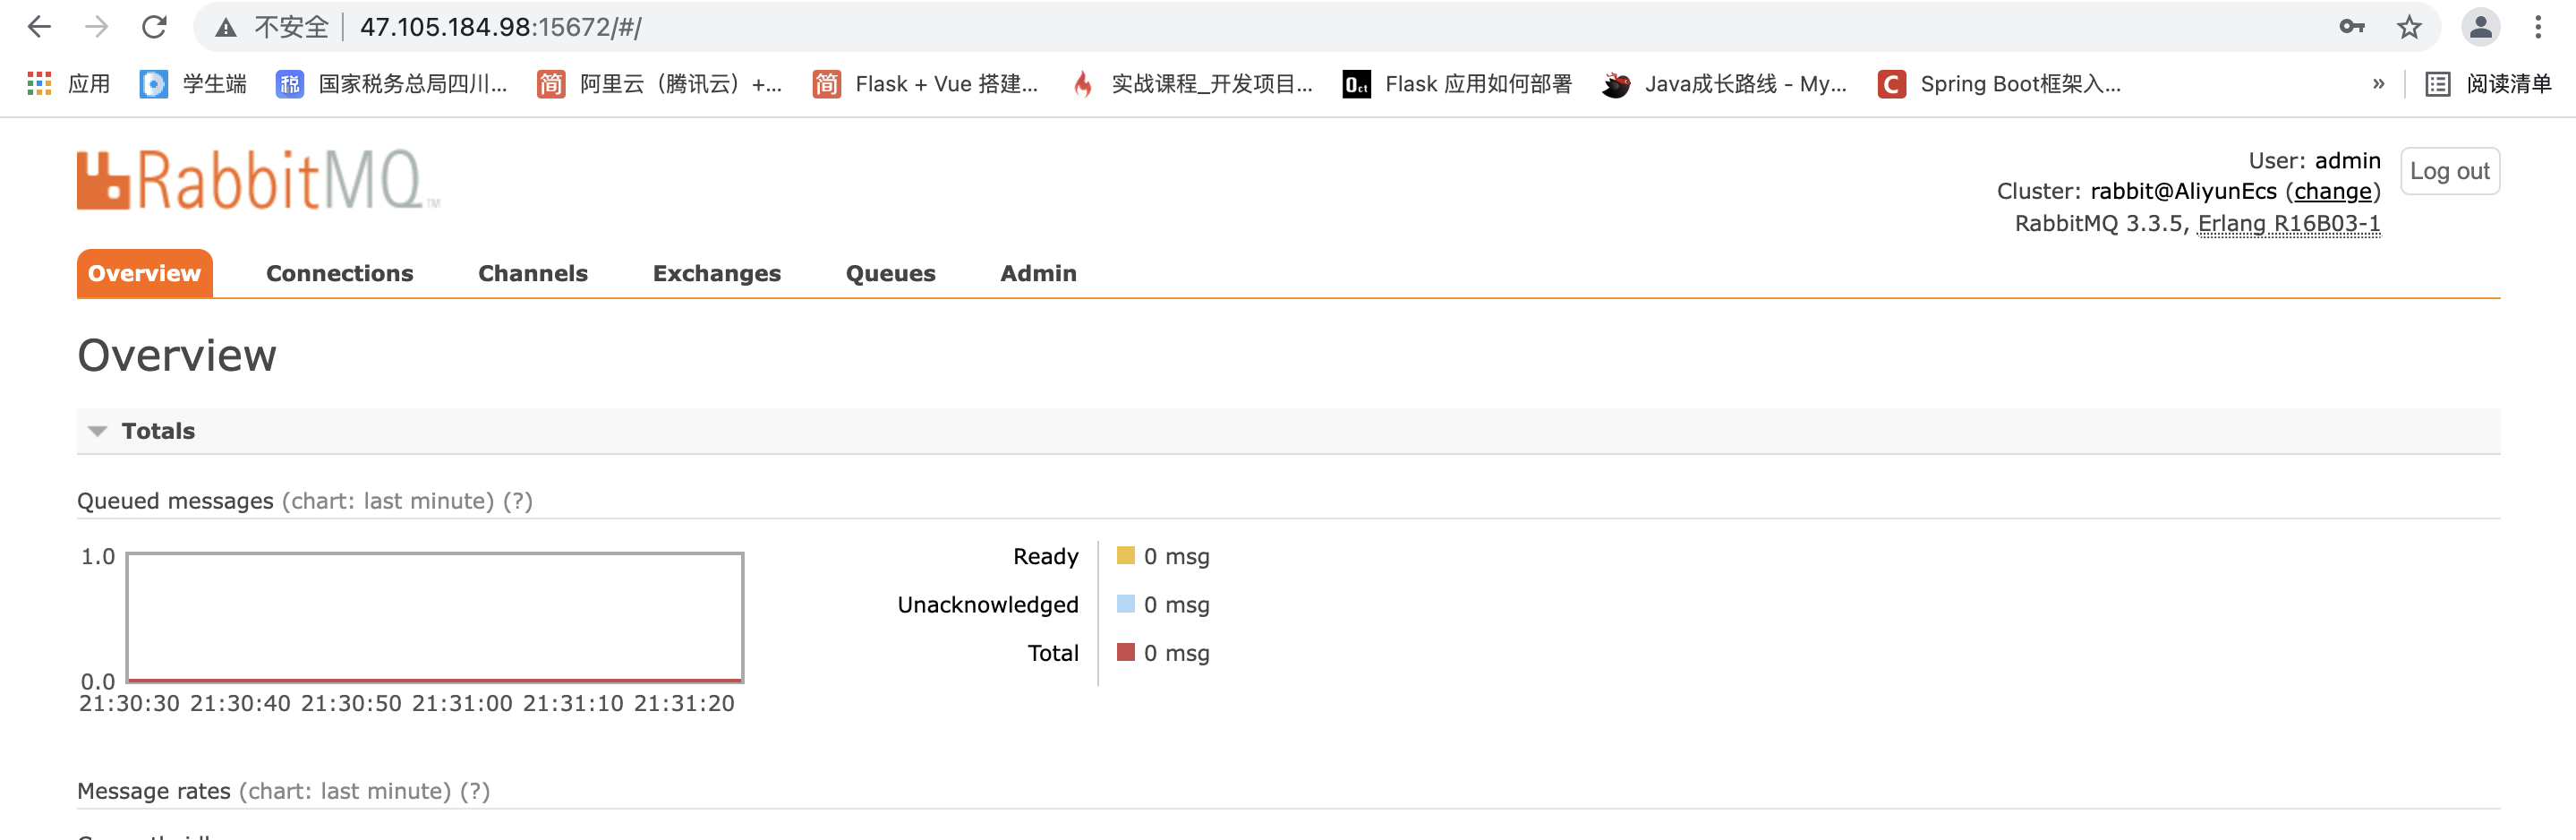 不安全 47.105.184.98:15672/#/
应用 学生端 税 国家税务总局四川... 简 阿里云（腾讯云）+... 简 Flask + Vue 搭建... 实战课程_开发项目... Oct Flask 应用如何部署 Java成长路线 - My... C Spring Boot框架入... » 阅读清单
RabbitMQ™
User: admin
Log out
Cluster: rabbit@AliyunEcs (change)
RabbitMQ 3.3.5, Erlang R16B03-1
Overview Connections Channels Exchanges Queues Admin
Overview
Totals
Queued messages (chart: last minute) (?)
1.0
0.0
21:30:30 21:30:40 21:30:50 21:31:00 21:31:10 21:31:20
Ready 0 msg
Unacknowledged 0 msg
Total 0 msg
Message rates (chart: last minute) (?)